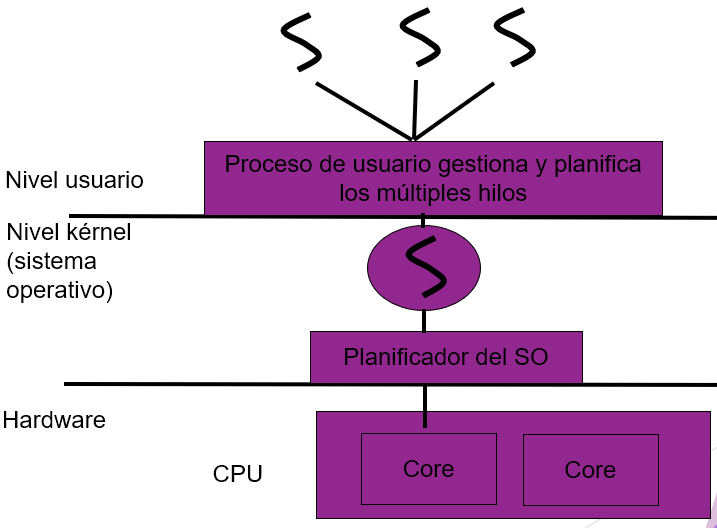 Proceso de usuario gestiona y planifica
los múltiples hilos
Nivel usuario
Nivel kérnel
(sistema
operativo)
Planificador del SO
Hardware
CPU
Core
Core